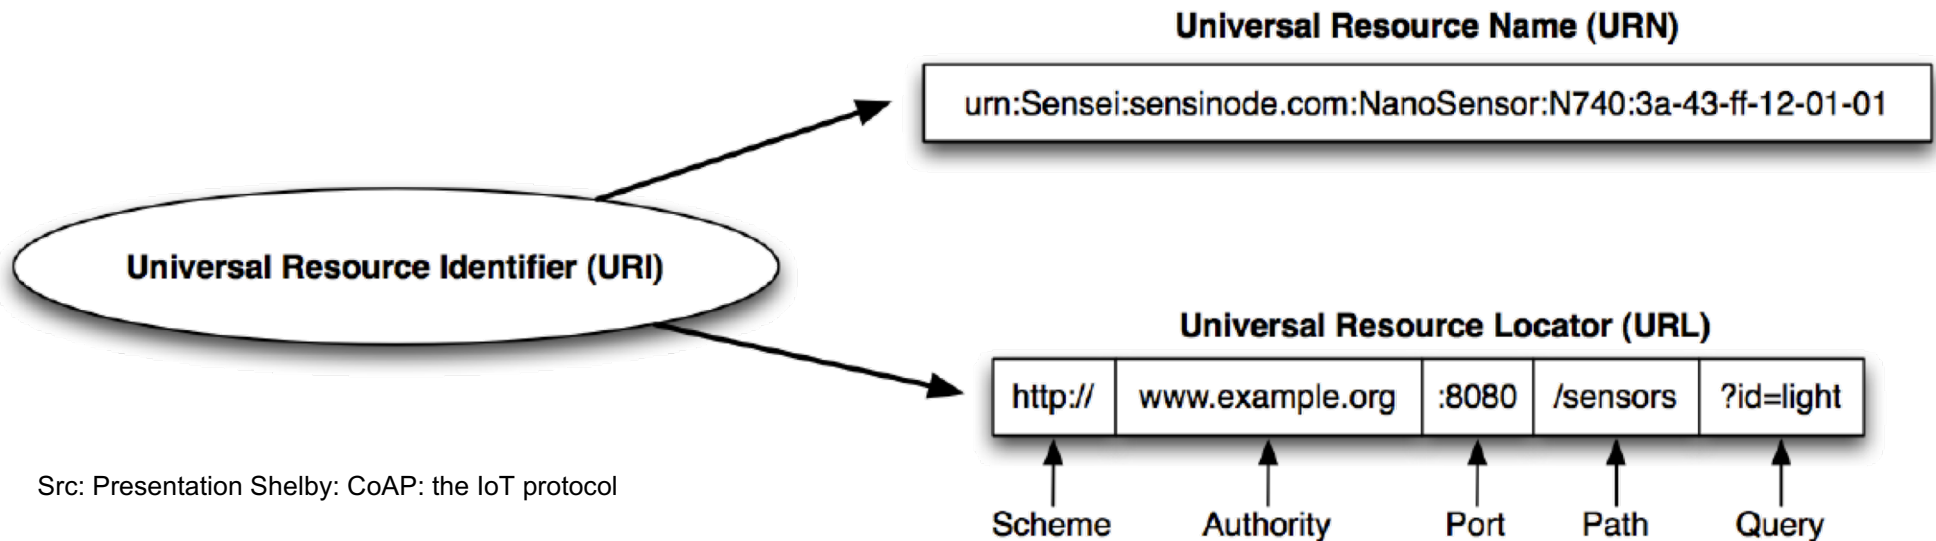 Universal Resource Name (URN)
urn:Sensei:sensinode.com:NanoSensor:N740:3a-43-ff-12-01-01
Universal Resource Identifier (URI)
Universal Resource Locator (URL)
http:// www.example.org :8080 /sensors ?id=light
Src: Presentation Shelby: CoAP: the IoT protocol
Scheme Authority Port Path Query